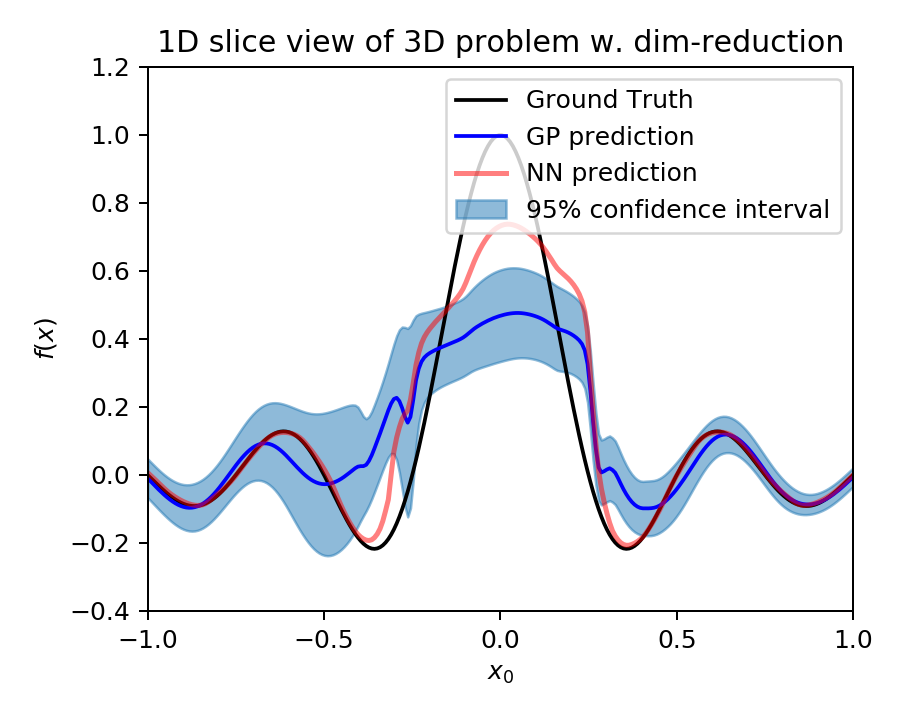 1D slice view of 3D problem w. dim-reduction
1.2
1.0
0.8
0.6
0.4
0.2
0.0
−0.2
−0.4
f(x)
Ground Truth
GP prediction
NN prediction
95% confidence interval
−1.0
−0.5
0.0
0.5
1.0
x₀